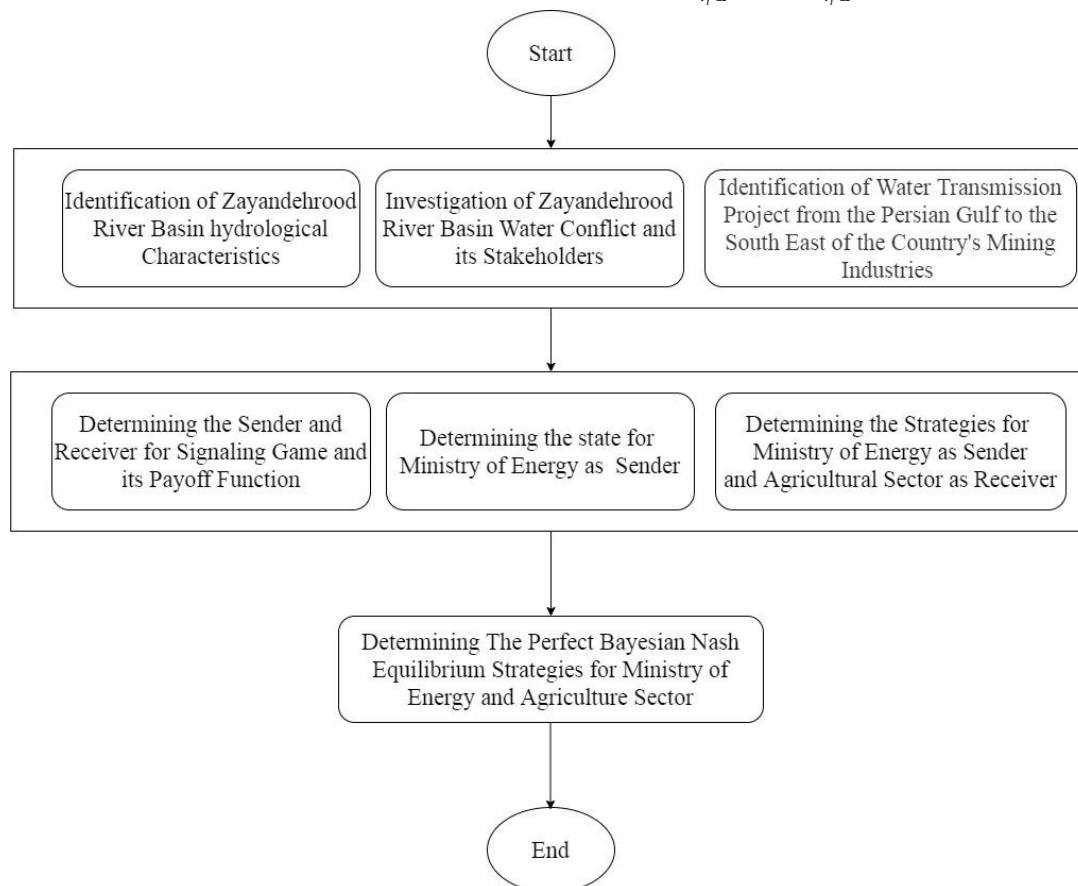 Start
Identification of Zayandehrood
River Basin hydrological
Characteristics
Investigation of Zayandehrood
River Basin Water Conflict and
its Stakeholders
Identification of Water Transmission
Project from the Persian Gulf to the
South East of the Country's Mining
Industries
Determining the Sender and
Receiver for Signaling Game and
its Payoff Function
Determining the state for
Ministry of Energy as Sender
Determining the Strategies for
Ministry of Energy as Sender
and Agricultural Sector as Receiver
Determining The Perfect Bayesian Nash
Equilibrium Strategies for Ministry of
Energy and Agriculture Sector
End